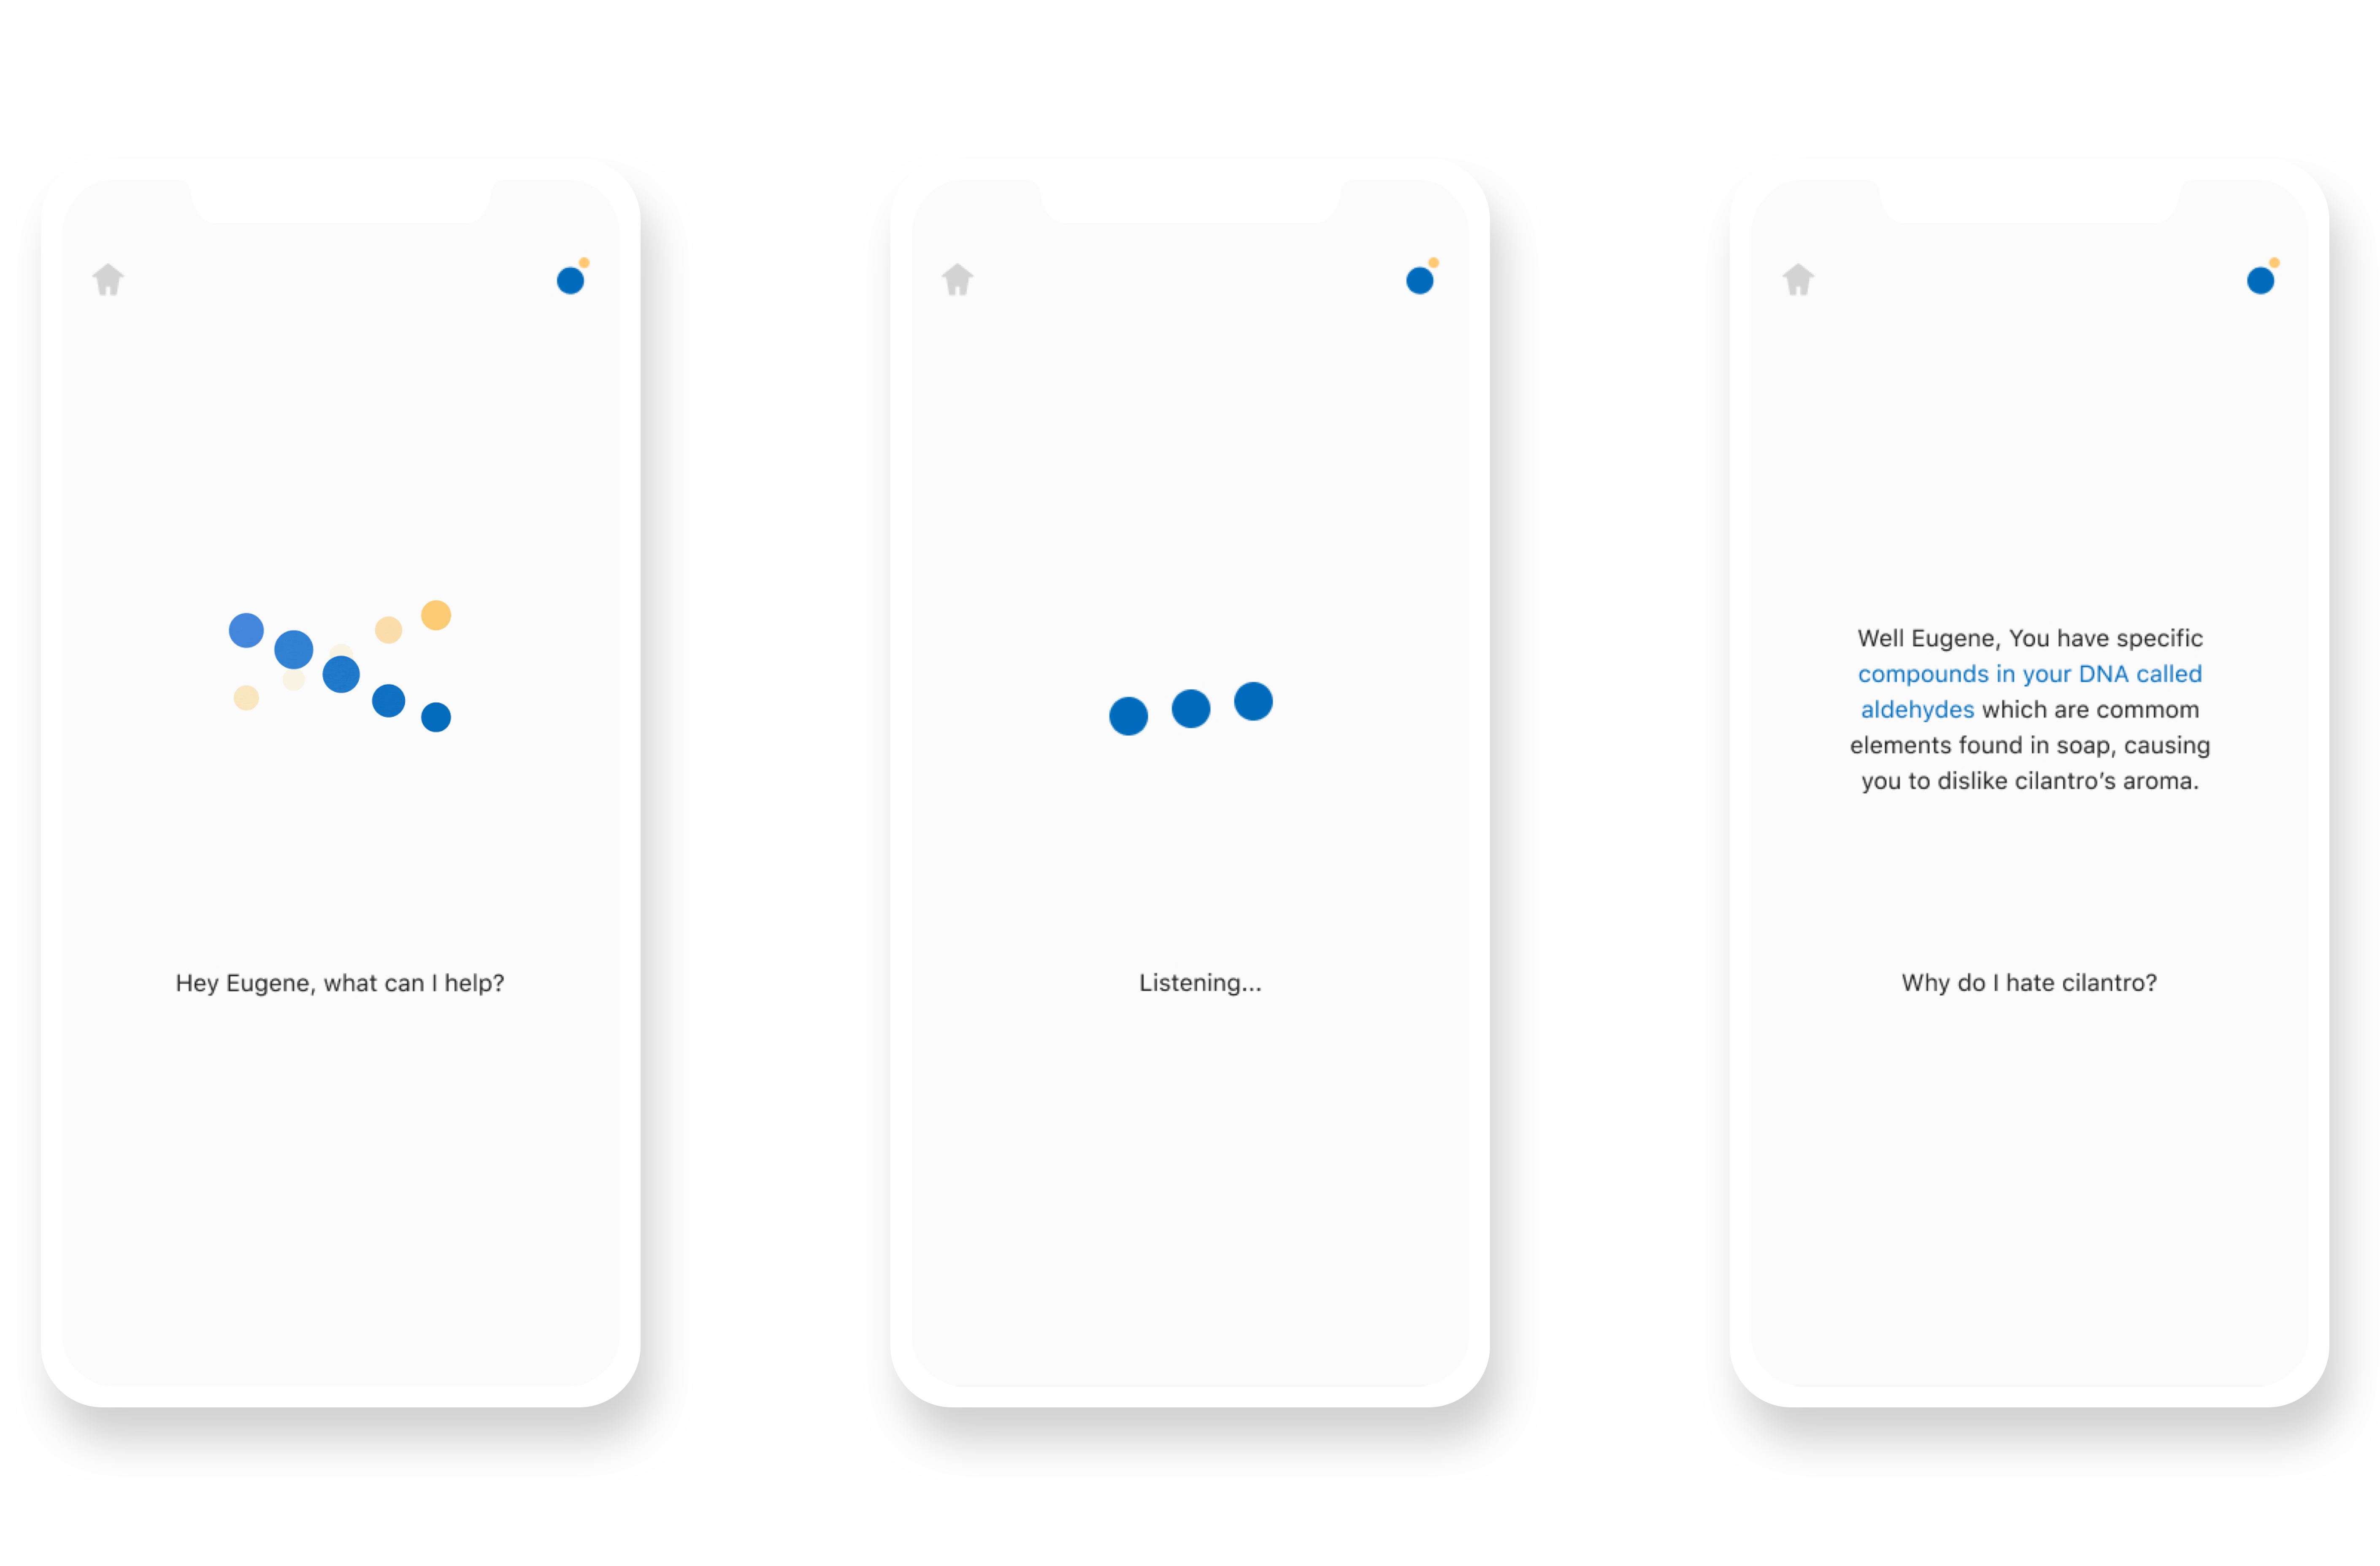 Hey Eugene, what can I help?
Listening...
Well Eugene, You have specific
compounds in your DNA called
aldehydes which are commom
elements found in soap, causing
you to dislike cilantro’s aroma.
Why do I hate cilantro?